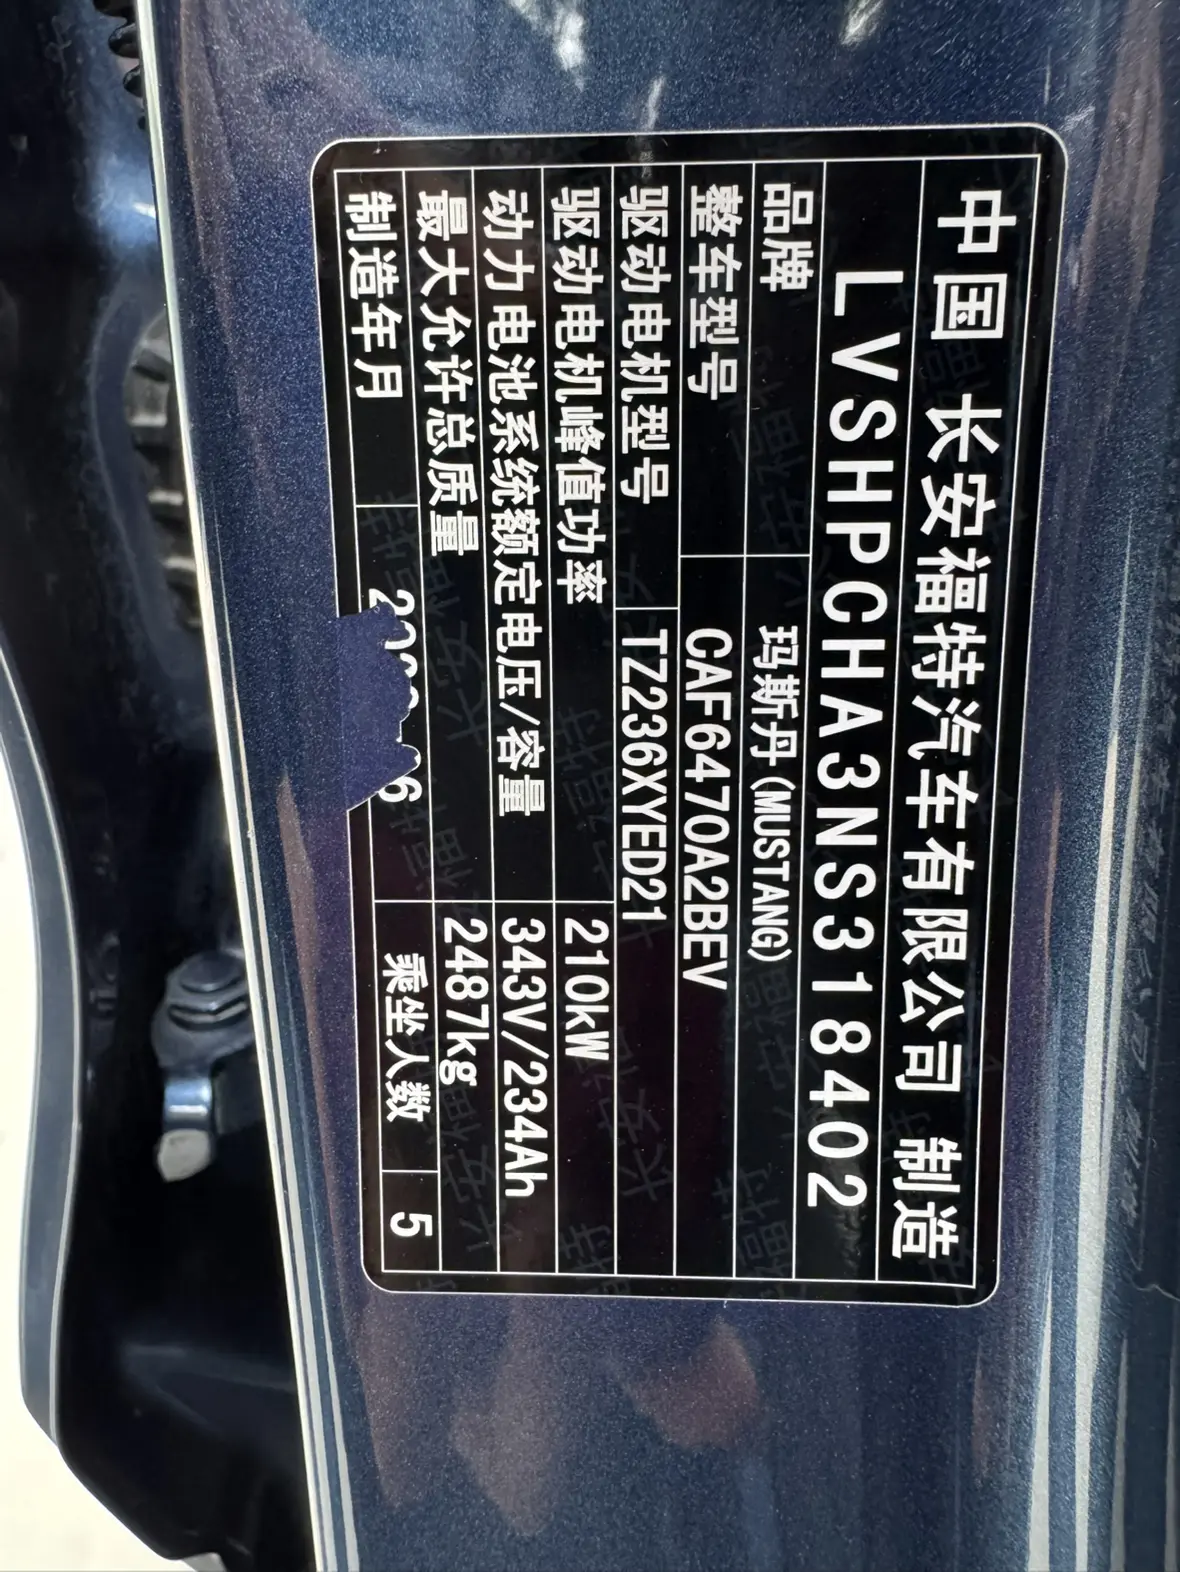 中国 长安福特汽车有限公司 制造
LVSHPCHA3NS318402
品牌 玛斯丹(MUSTANG)
整车型号 CAF6470A2BEV
驱动电机型号 TZ236XYED21
驱动电机峰值功率 210kW
动力电池系统额定电压/容量 343V/234Ah
最大允许总质量 2487kg
制造年月 乘坐人数 5